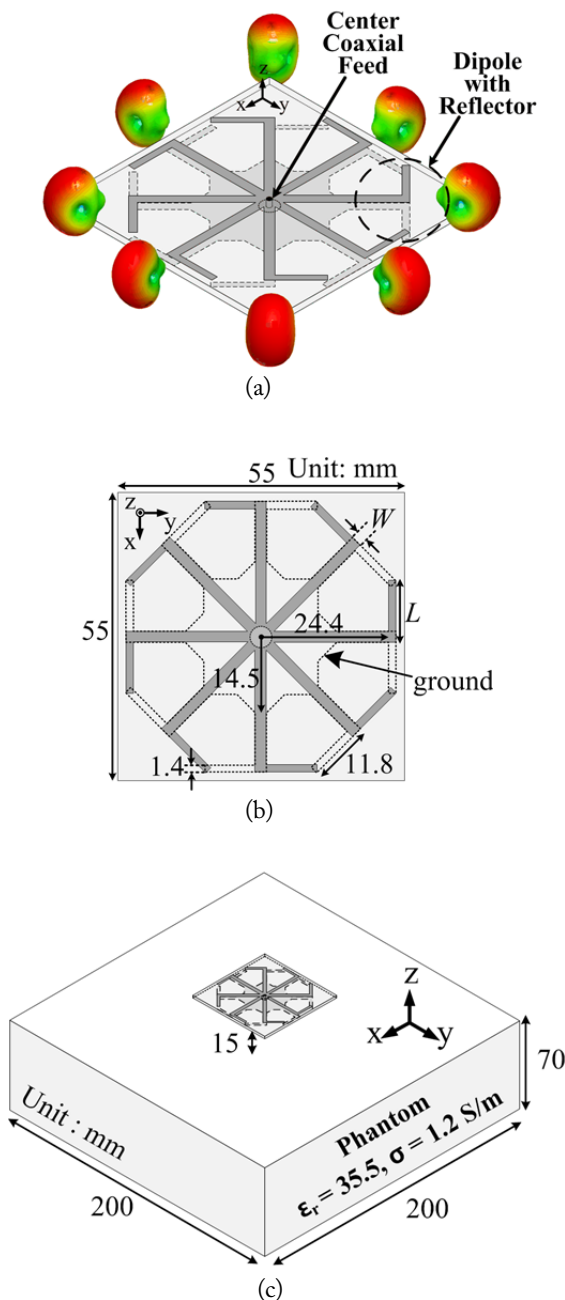 Center
Coaxial
Feed
Dipole
with
Reflector
z
x y
(a)
Unit: mm
55
z
y
x
W
L
55
24.4
14.5
ground
1.4
11.8
(b)
z
x y
15
70
Unit : mm
Phantom
εr = 35.5, σ = 1.2 S/m
200
200
(c)